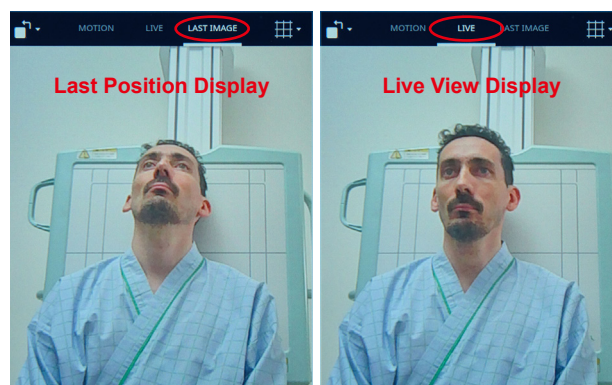 MOTION LIVE LAST IMAGE
Last Position Display
MOTION LIVE LAST IMAGE
Live View Display